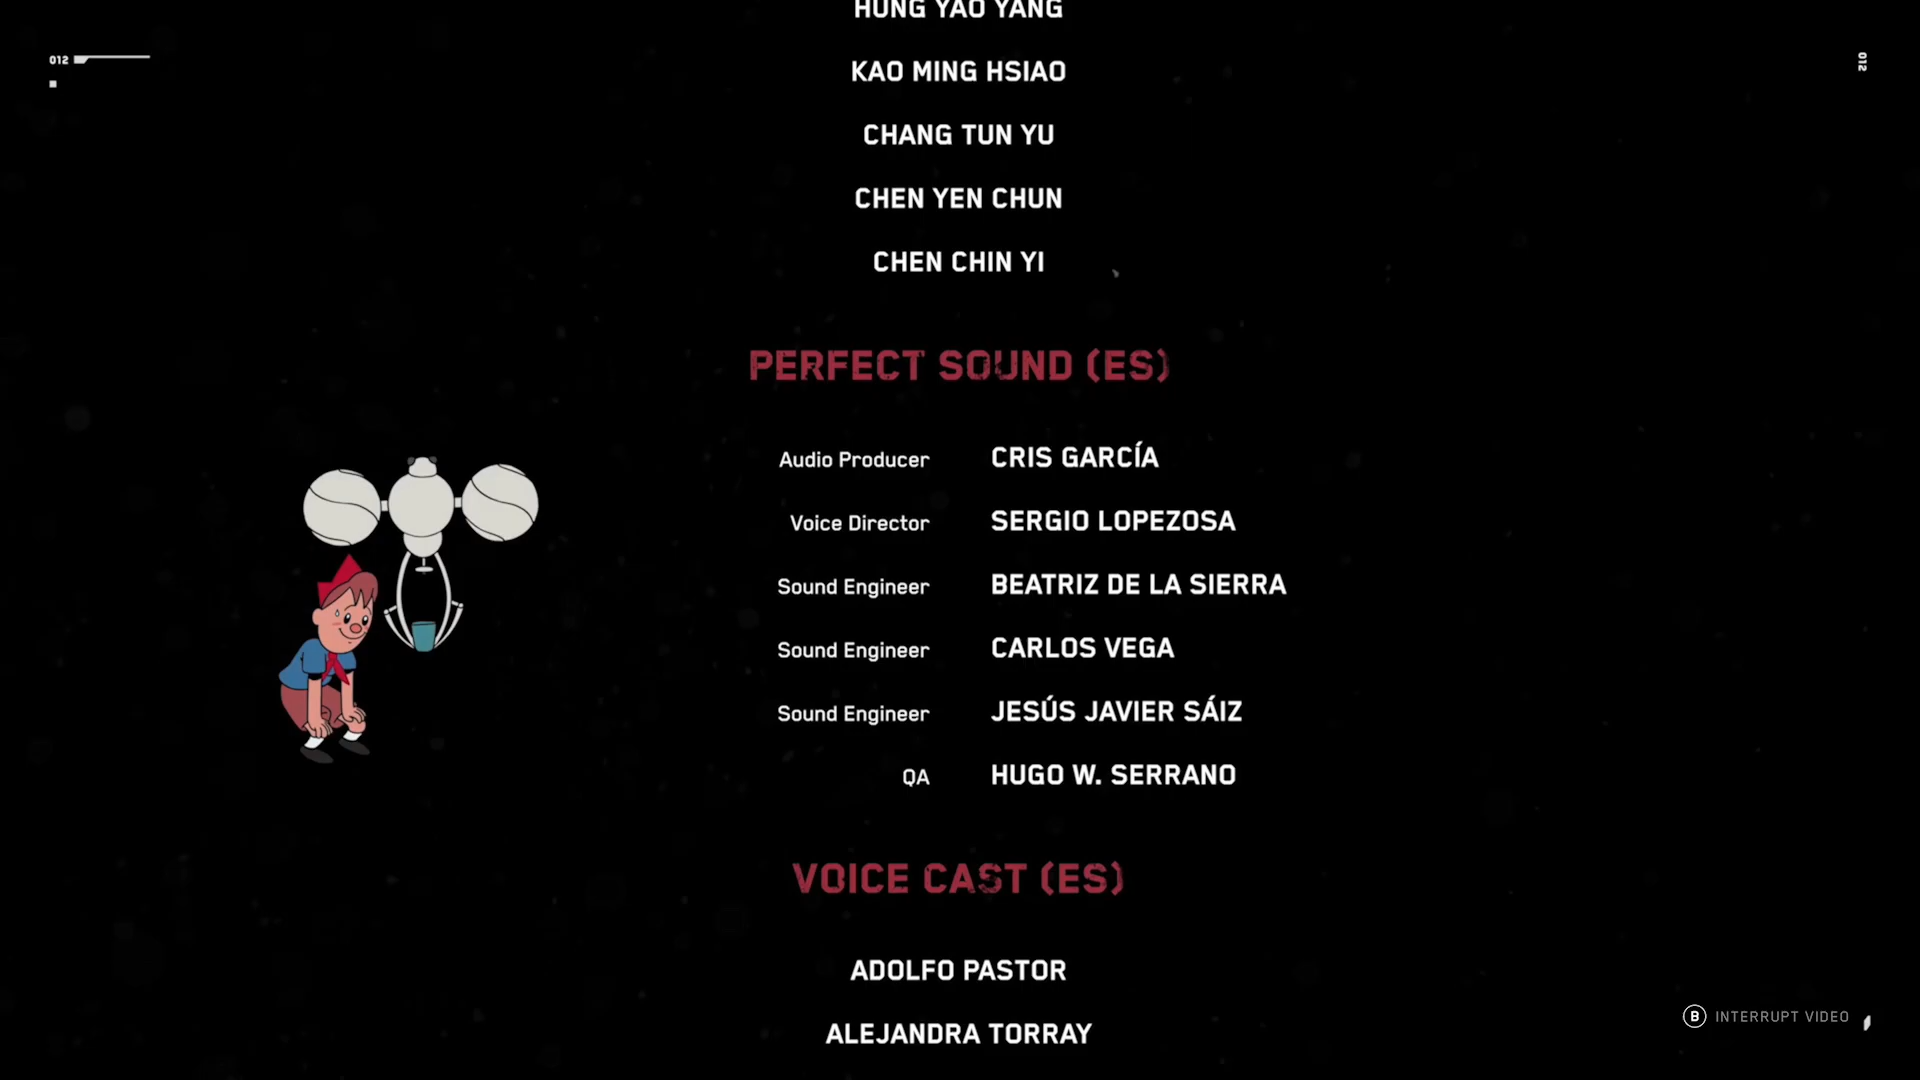 HUNG YAO YANG
012
012
KAO MING HSIAO
CHANG TUN YU
CHEN YEN CHUN
CHEN CHIN YI
PERFECT SOUND (ES)
Audio Producer CRIS GARCÍA
Voice Director SERGIO LOPEZOSA
Sound Engineer BEATRIZ DE LA SIERRA
Sound Engineer CARLOS VEGA
Sound Engineer JESÚS JAVIER SÁIZ
QA HUGO W. SERRANO
VOICE CAST (ES)
ADOLFO PASTOR
B INTERRUPT VIDEO
ALEJANDRA TORRAY